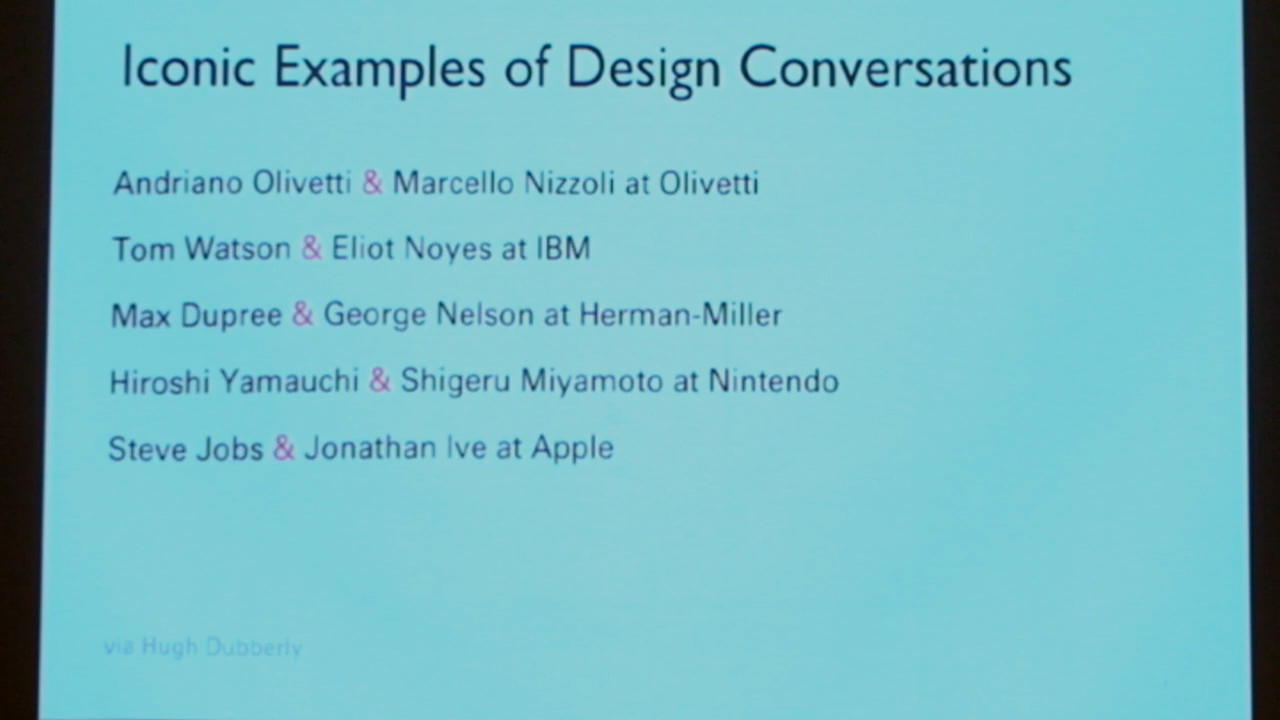 Iconic Examples of Design Conversations
Andriano Olivetti & Marcello Nizzoli at Olivetti
Tom Watson & Eliot Noyes at IBM
Max Dupree & George Nelson at Herman-Miller
Hiroshi Yamauchi & Shigeru Miyamoto at Nintendo
Steve Jobs & Jonathan Ive at Apple
via Hugh Dubberly